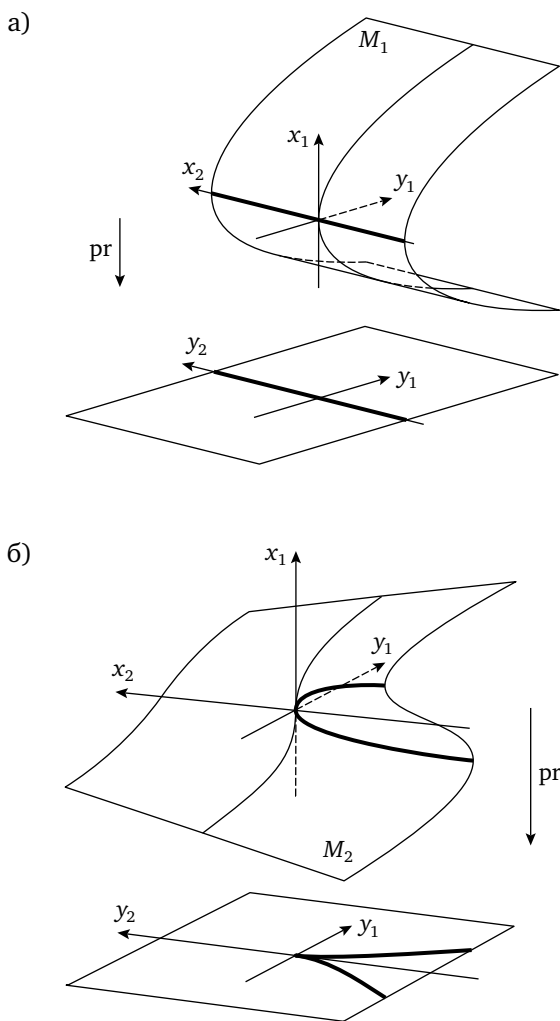 а)
M₁
x₁
x₂
y₁
pr
y₂
y₁
б)
x₁
y₁
x₂
pr
M₂
y₂
y₁